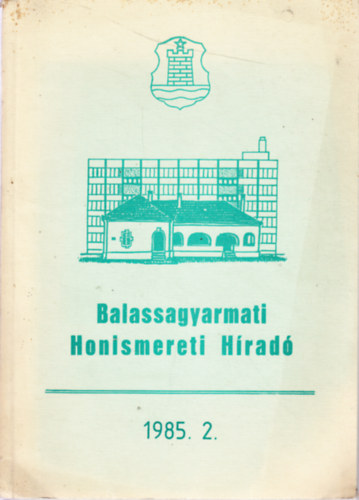 Balassagyarmati
Honismereti Híradó
1985. 2.